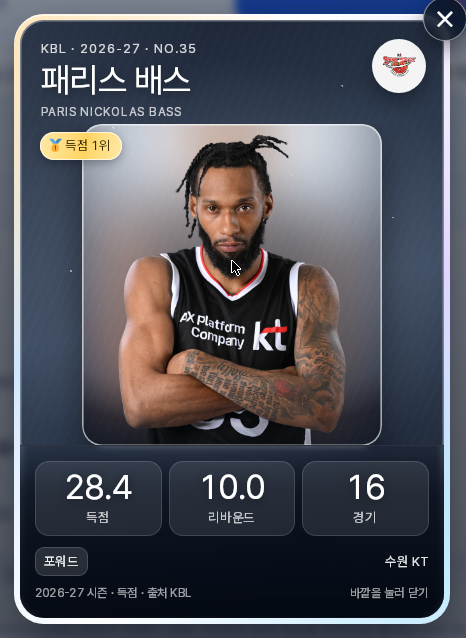 KBL · 2026-27 · NO.35
패리스 배스
PARIS NICKOLAS BASS
득점 1위
AX Platform
Company
kt
28.4
득점
10.0
리바운드
16
경기
포워드
수원 KT
2026-27 시즌 · 득점 · 출처 KBL
바깥을 눌러 닫기